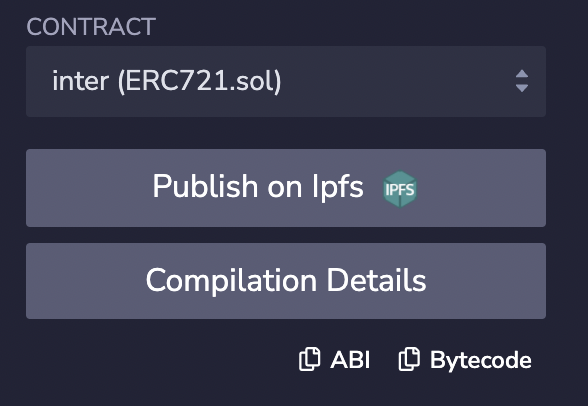 CONTRACT
inter (ERC721.sol)
Publish on Ipfs IPFS
Compilation Details
ABI Bytecode